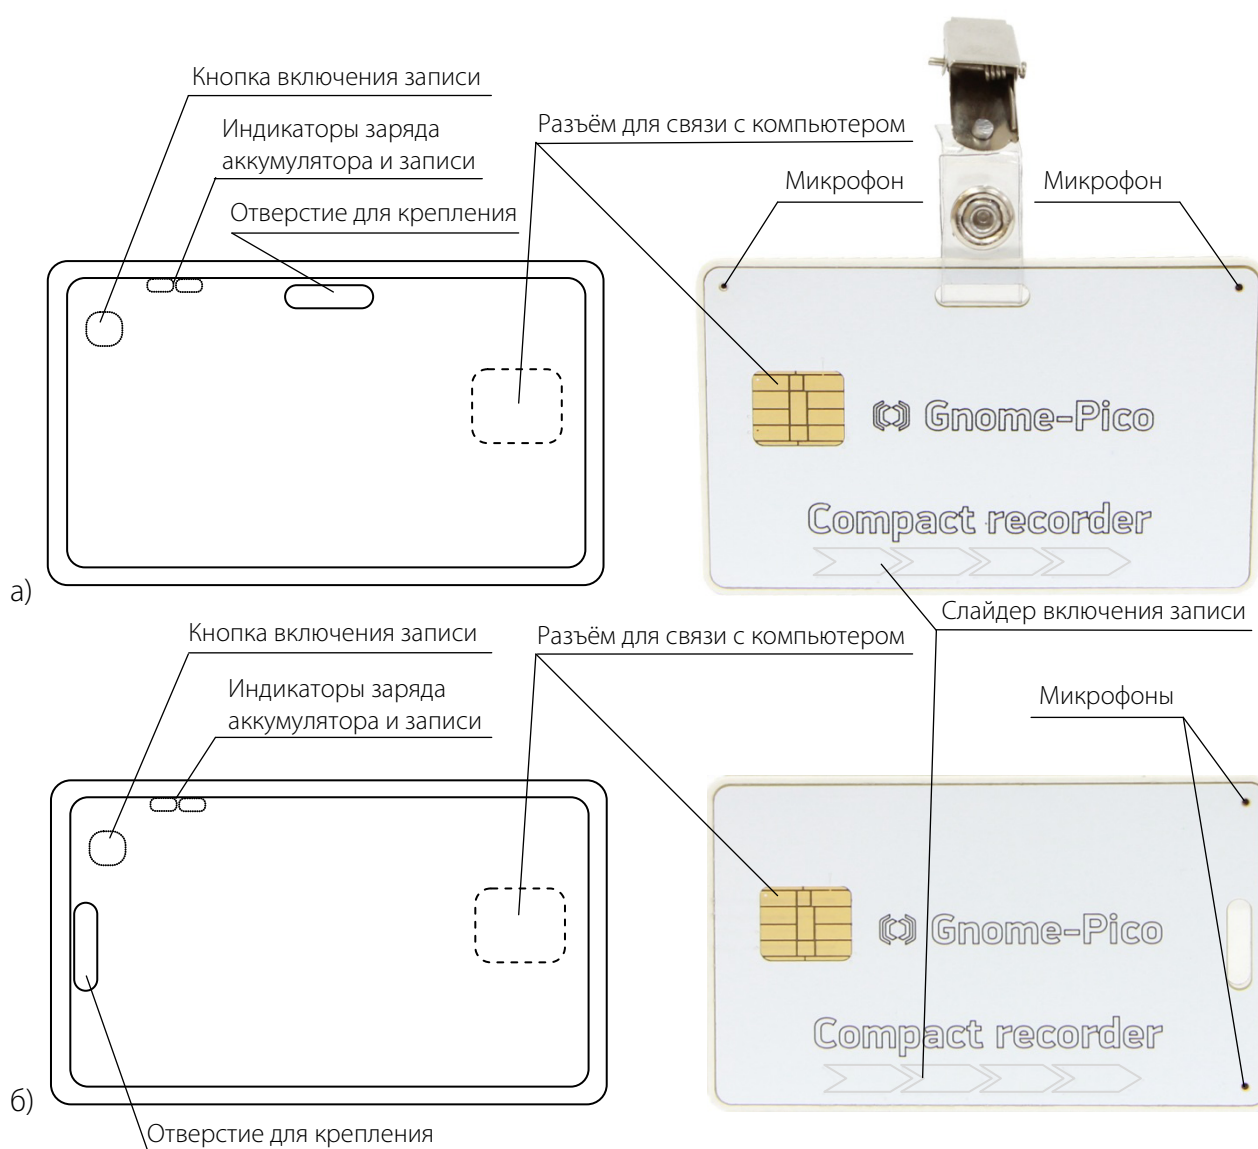 Кнопка включения записи
Индикаторы заряда
аккумулятора и записи
Отверстие для крепления
Разъём для связи с компьютером
Микрофон
Микрофон
Gnome-Pico
Compact recorder
а)
Слайдер включения записи
Кнопка включения записи
Индикаторы заряда
аккумулятора и записи
Разъём для связи с компьютером
Микрофоны
Gnome-Pico
Compact recorder
б)
Отверстие для крепления